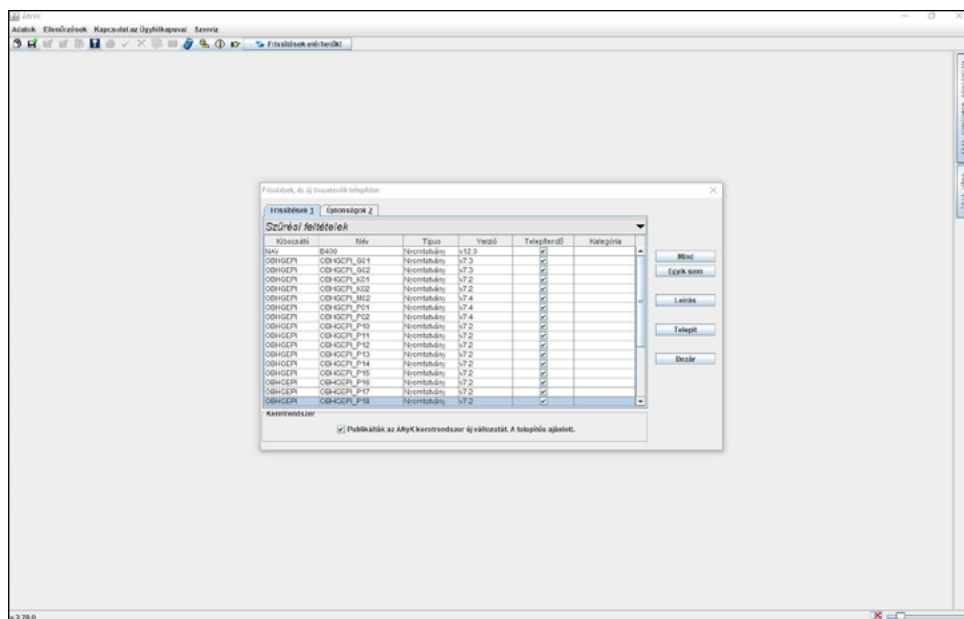 ÁNYK
Adatok Ellenőrzések Kapcsolat az Ügyfélkapuval Szerviz
Frissítések elérhetők!
Frissítések, és új összetevők telepítése
Frissítések 1 Újdonságok 2
Szűrési feltételek
Kibocsátó Név Típus Verzió Telepítendő Kategória
NAV B400 Nyomtatvány v12.0
OBHGEPI OBHGEPI_G01 Nyomtatvány v7.3
OBHGEPI OBHGEPI_G02 Nyomtatvány v7.3
OBHGEPI OBHGEPI_K01 Nyomtatvány v7.2
OBHGEPI OBHGEPI_K02 Nyomtatvány v7.2
OBHGEPI OBHGEPI_M02 Nyomtatvány v7.4
OBHGEPI OBHGEPI_P01 Nyomtatvány v7.4
OBHGEPI OBHGEPI_P02 Nyomtatvány v7.4
OBHGEPI OBHGEPI_P10 Nyomtatvány v7.2
OBHGEPI OBHGEPI_P11 Nyomtatvány v7.2
OBHGEPI OBHGEPI_P12 Nyomtatvány v7.2
OBHGEPI OBHGEPI_P13 Nyomtatvány v7.2
OBHGEPI OBHGEPI_P14 Nyomtatvány v7.2
OBHGEPI OBHGEPI_P15 Nyomtatvány v7.2
OBHGEPI OBHGEPI_P16 Nyomtatvány v7.2
OBHGEPI OBHGEPI_P17 Nyomtatvány v7.2
OBHGEPI OBHGEPI_P18 Nyomtatvány v7.2
Mind
Egyik sem
Leírás
Telepít
Bezár
Keretrendszer
Publikálták az ÁNyK keretrendszer új változatát. A telepítés ajánlott.
v.3.28.0